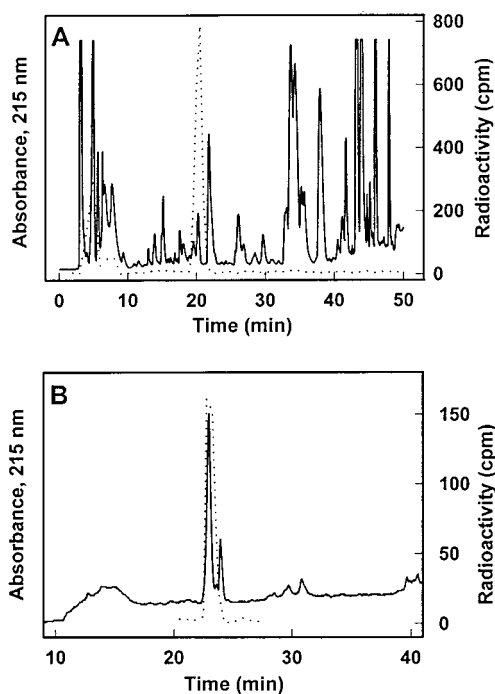 A
Absorbance, 215 nm
Radioactivity (cpm)
800
600
400
200
0
0 10 20 30 40 50
Time (min)
B
Absorbance, 215 nm
Radioactivity (cpm)
150
100
50
0
10 20 30 40
Time (min)